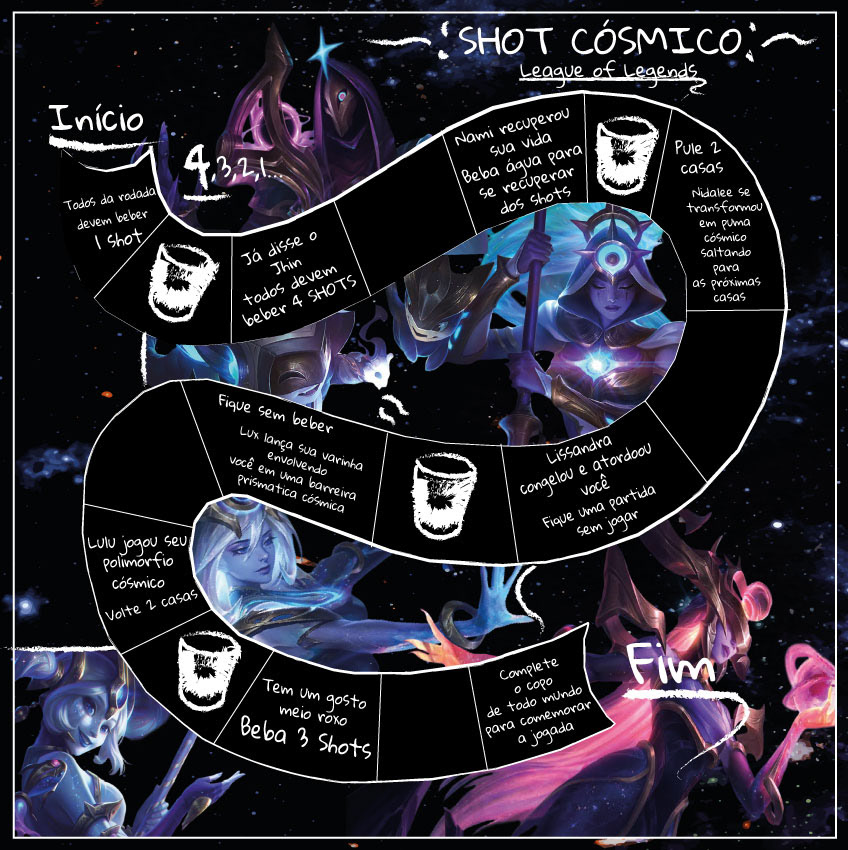 SHOT CÓSMICO
League of Legends
Início
4,3,2,1...
Todos da rodada
devem beber
1 shot
Já disse o
Jhin
todos devem
beber 4 SHOTS
Nami recuperou
sua vida
Beba água para
se recuperar
dos shots
Pule 2
casas
Nidalee se
transformou
em puma
cósmico
saltando
para
as próximas
casas
Lissandra
congelou e atordoou
você
Fique uma partida
sem jogar
Fique sem beber
Lux lança sua varinha
envolvendo
você em uma barreira
prismatica cósmica
Lulu jogou seu
polimorfio
cósmico
Volte 2 casas
Tem um gosto
meio roxo
Beba 3 Shots
Complete
o copo
de todo mundo
para comemorar
a jogada
Fim